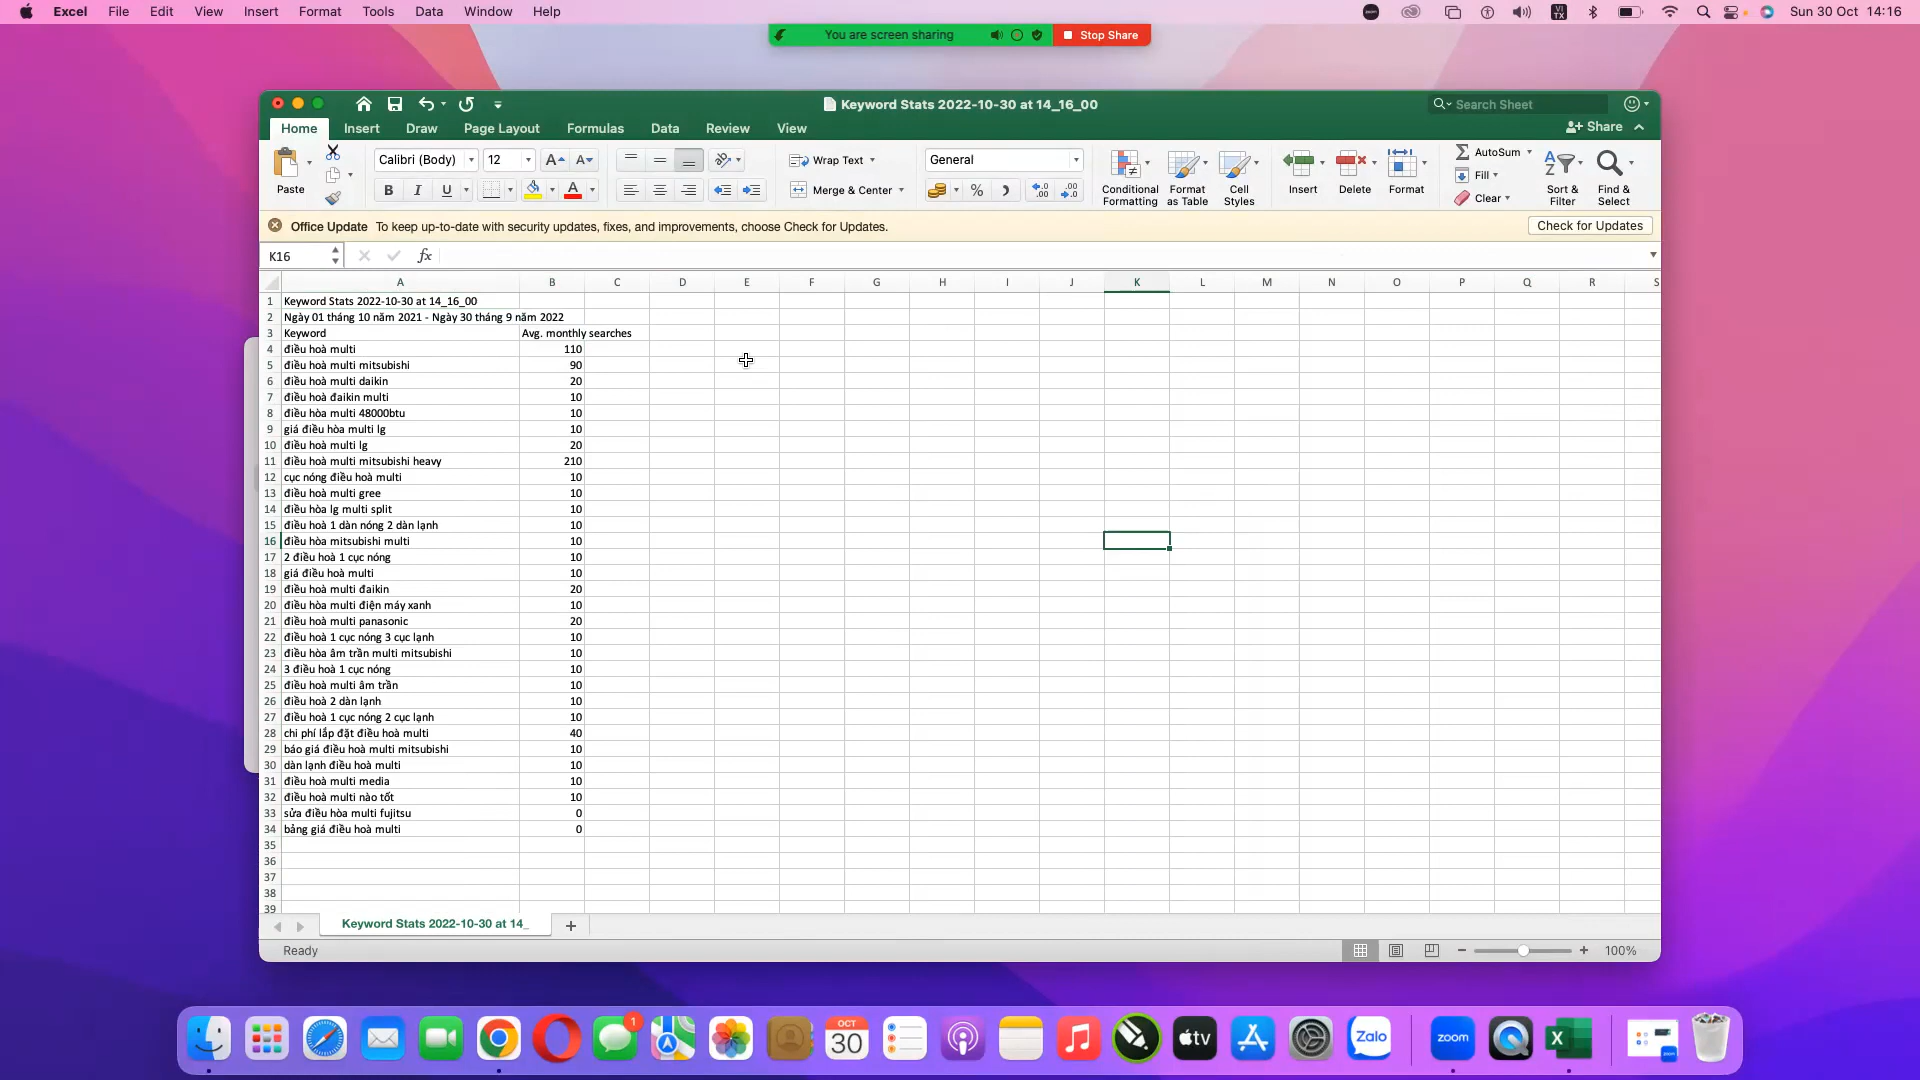 Excel File Edit View Insert Format Tools Data Window Help
VI TX
Sun 30 Oct 14:16
You are screen sharing
Stop Share
Keyword Stats 2022-10-30 at 14_16_00
Search Sheet
Home Insert Draw Page Layout Formulas Data Review View
Share
Paste
Calibri (Body) 12
Wrap Text
General
Merge & Center
Conditional Formatting
Format as Table
Cell Styles
Insert
Delete
Format
AutoSum
Fill
Clear
Sort & Filter
Find & Select
Office Update To keep up-to-date with security updates, fixes, and improvements, choose Check for Updates.
Check for Updates
K16
fx
A B C D E F G H I J K L M N O P Q R S
1 Keyword Stats 2022-10-30 at 14_16_00
2 Ngày 01 tháng 10 năm 2021 - Ngày 30 tháng 9 năm 2022
3 Keyword Avg. monthly searches
4 điều hoà multi 110
5 điều hoà multi mitsubishi 90
6 điều hoà multi daikin 20
7 điều hoà đaikin multi 10
8 điều hòa multi 48000btu 10
9 giá điều hòa multi lg 10
10 điều hoà multi lg 20
11 điều hoà multi mitsubishi heavy 210
12 cục nóng điều hoà multi 10
13 điều hoà multi gree 10
14 điều hòa lg multi split 10
15 điều hoà 1 dàn nóng 2 dàn lạnh 10
16 điều hòa mitsubishi multi 10
17 2 điều hoà 1 cục nóng 10
18 giá điều hoà multi 10
19 điều hoà multi đaikin 20
20 điều hòa multi điện máy xanh 10
21 điều hoà multi panasonic 20
22 điều hoà 1 cục nóng 3 cục lạnh 10
23 điều hòa âm trần multi mitsubishi 10
24 3 điều hoà 1 cục nóng 10
25 điều hoà multi âm trần 10
26 điều hoà 2 dàn lạnh 10
27 điều hoà 1 cục nóng 2 cục lạnh 10
28 chi phí lắp đặt điều hoà multi 40
29 báo giá điều hoà multi mitsubishi 10
30 dàn lạnh điều hoà multi 10
31 điều hoà multi media 10
32 điều hoà multi nào tốt 10
33 sửa điều hòa multi fujitsu 0
34 bảng giá điều hoà multi 0
35
36
37
38
39
Keyword Stats 2022-10-30 at 14_
Ready
100%
1
OCT
30
tv
Zalo
zoom